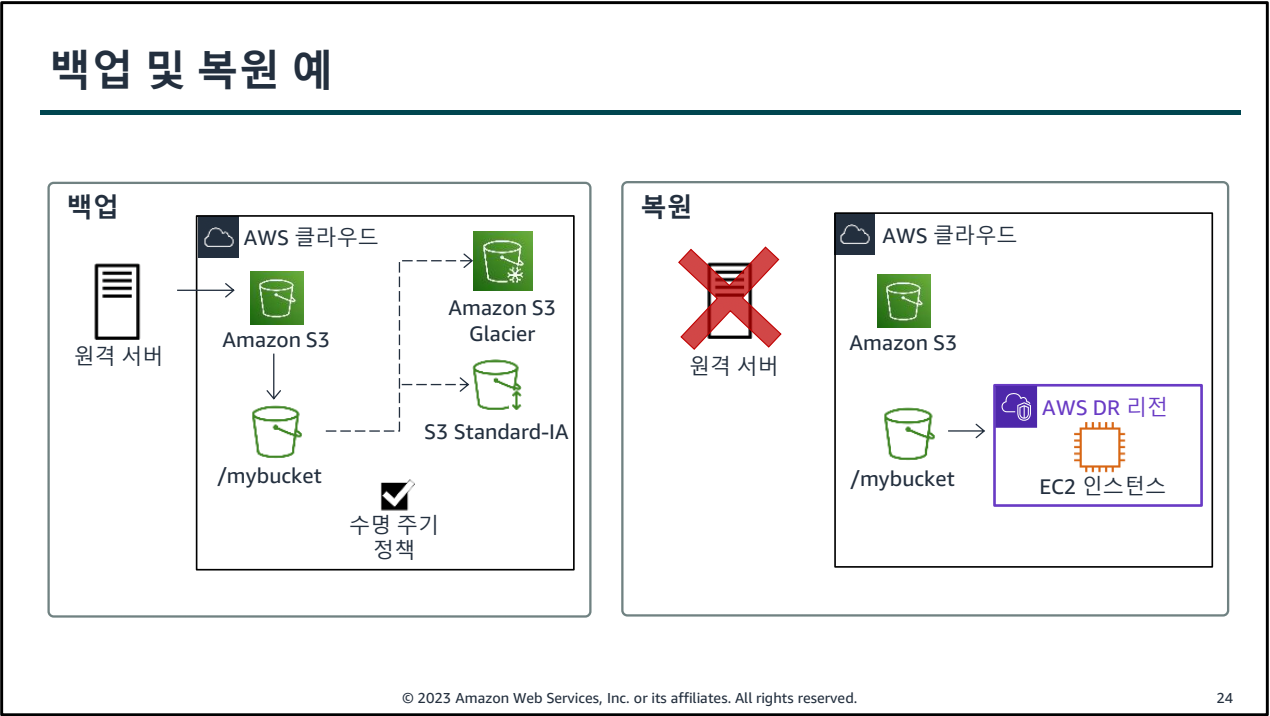 백업 및 복원 예
백업
AWS 클라우드
원격 서버
Amazon S3
/mybucket
Amazon S3
Glacier
S3 Standard-IA
수명 주기
정책
복원
원격 서버
AWS 클라우드
Amazon S3
/mybucket
AWS DR 리전
EC2 인스턴스
© 2023 Amazon Web Services, Inc. or its affiliates. All rights reserved.
24